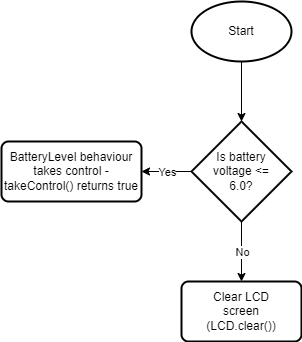 Start
Is battery
voltage <=
6.0?
Yes
BatteryLevel behaviour
takes control -
takeControl() returns true
No
Clear LCD
screen
(LCD.clear())